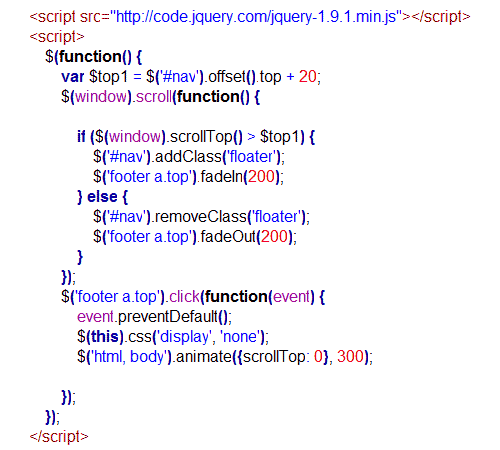 <script src="http://code.jquery.com/jquery-1.9.1.min.js"></script>
<script>
$(function() {
var $top1 = $('#nav').offset().top + 20;
$(window).scroll(function() {
if ($(window).scrollTop() > $top1) {
$('#nav').addClass('floater');
$('footer a.top').fadeIn(200);
} else {
$('#nav').removeClass('floater');
$('footer a.top').fadeOut(200);
}
});
$('footer a.top').click(function(event) {
event.preventDefault();
$(this).css('display', 'none');
$('html, body').animate({scrollTop: 0}, 300);
});
});
</script>